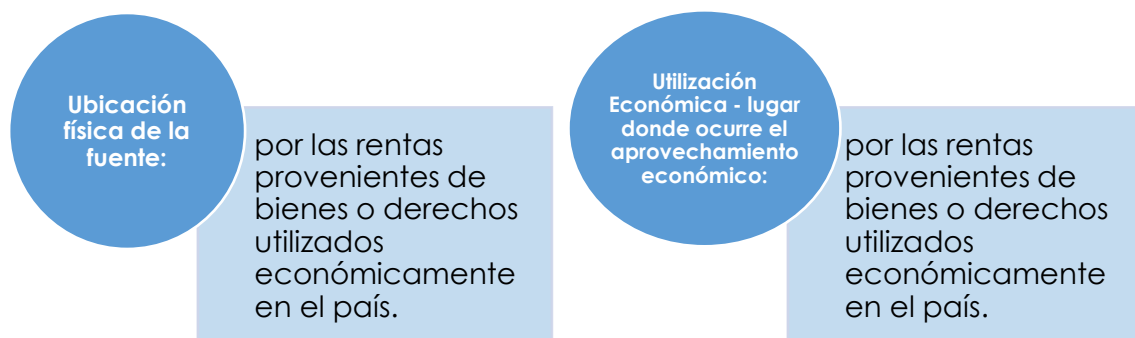 Ubicación
física de la
fuente:
por las rentas
provenientes de
bienes o derechos
utilizados
económicamente
en el país.
Utilización
Económica - lugar
donde ocurre el
aprovechamiento
económico:
por las rentas
provenientes de
bienes o derechos
utilizados
económicamente
en el país.